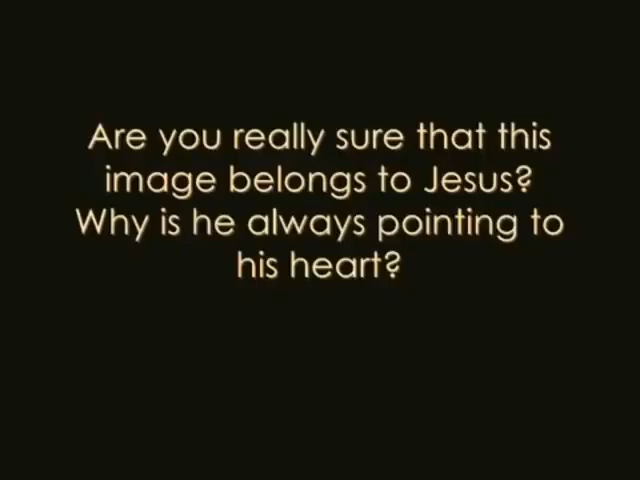 Are you really sure that this
image belongs to Jesus?
Why is he always pointing to
his heart?